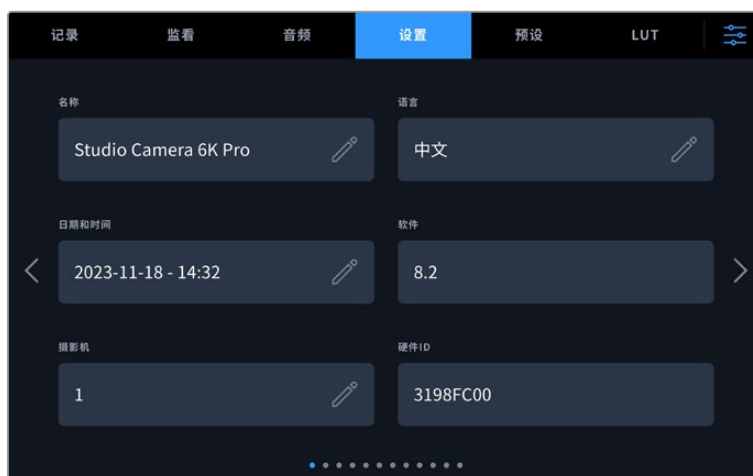 记录 监看 音频 设置 预设 LUT
名称 语言
Studio Camera 6K Pro 中文
日期和时间 软件
2023-11-18 - 14:32 8.2
摄影机 硬件ID
1 3198FC00